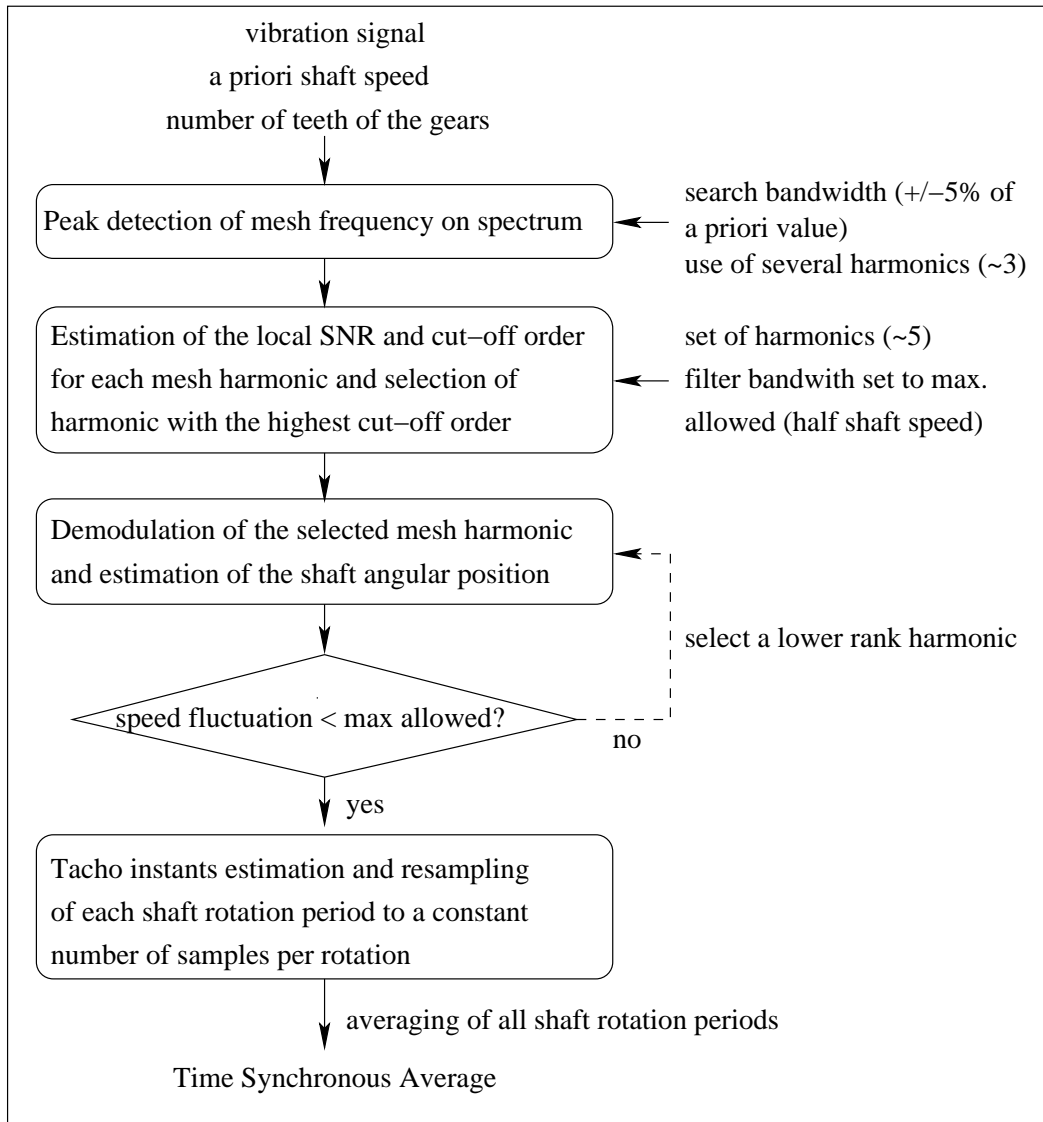 vibration signal
a priori shaft speed
number of teeth of the gears
Peak detection of mesh frequency on spectrum
search bandwidth (+/−5% of
a priori value)
use of several harmonics (~3)
Estimation of the local SNR and cut−off order
for each mesh harmonic and selection of
harmonic with the highest cut−off order
set of harmonics (~5)
filter bandwith set to max.
allowed (half shaft speed)
Demodulation of the selected mesh harmonic
and estimation of the shaft angular position
select a lower rank harmonic
speed fluctuation < max allowed?
no
yes
Tacho instants estimation and resampling
of each shaft rotation period to a constant
number of samples per rotation
averaging of all shaft rotation periods
Time Synchronous Average